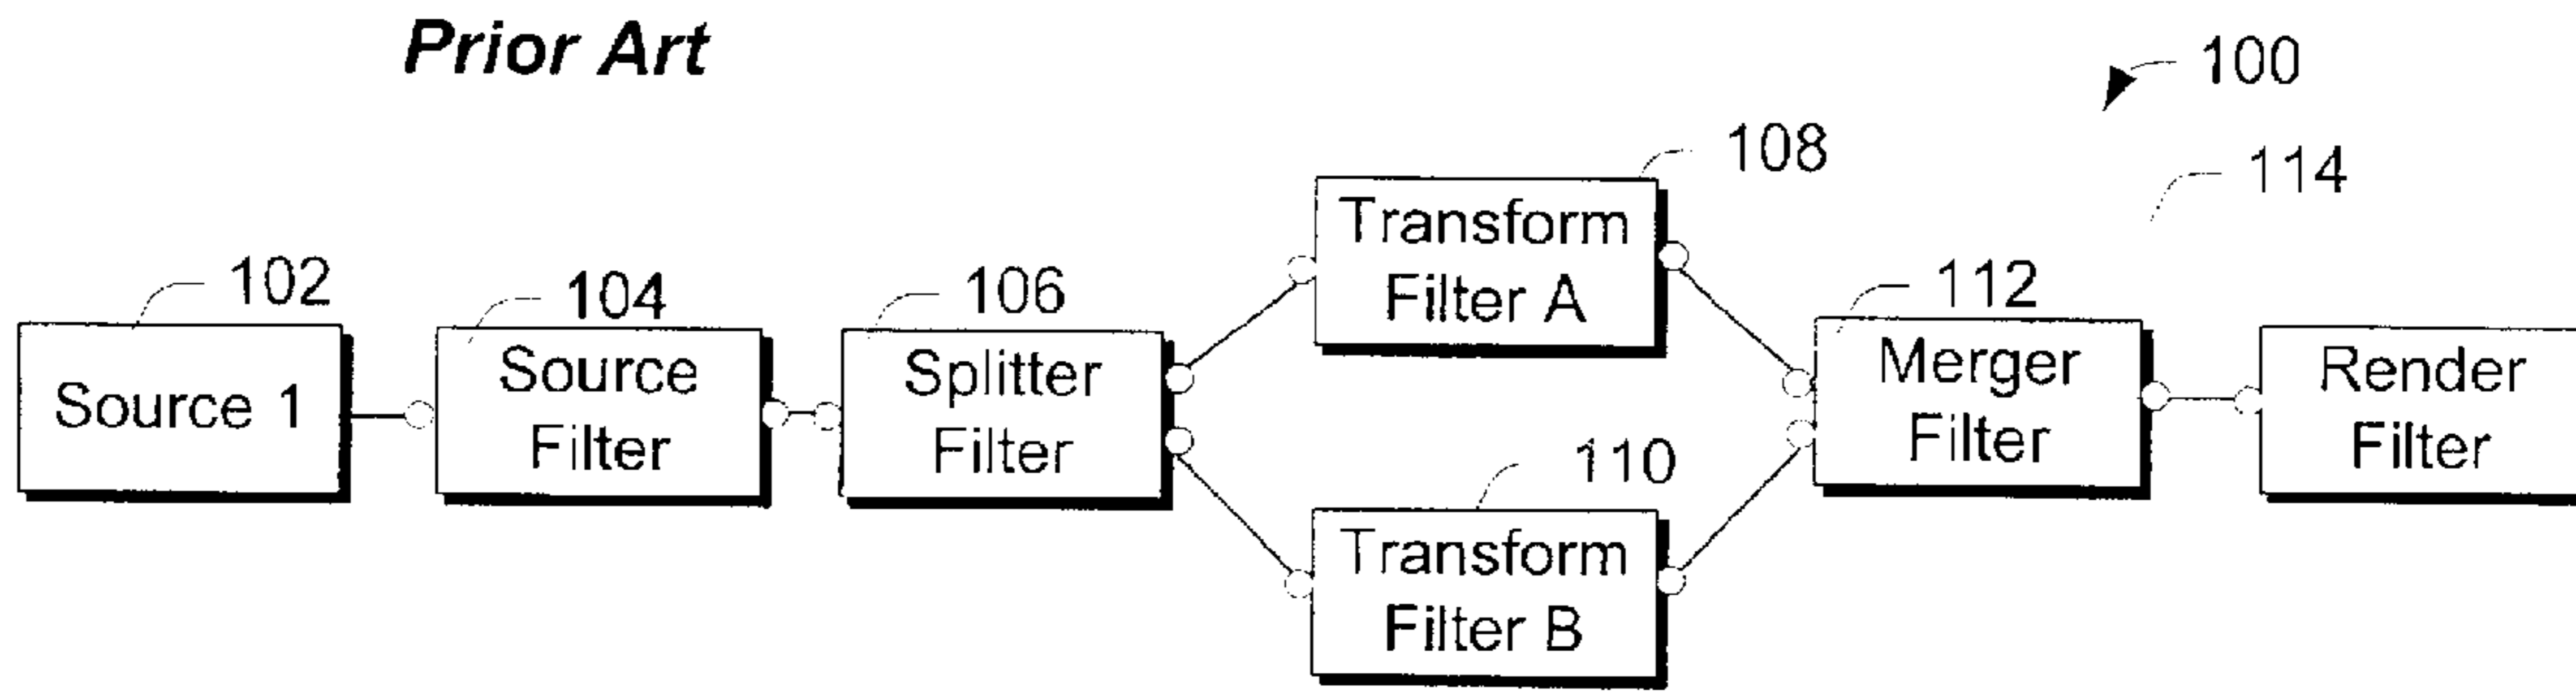 Prior Art
100
108
114
Transform
Filter A
102
104
106
112
Source 1
Source
Filter
Splitter
Filter
Merger
Filter
Render
Filter
110
Transform
Filter B